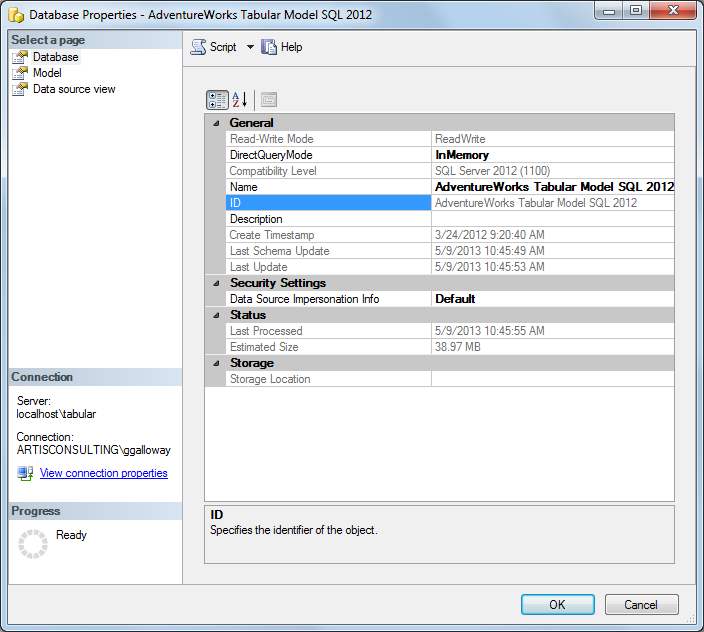 Database Properties - AdventureWorks Tabular Model SQL 2012
Select a page
Database
Model
Data source view
Script
Help
General
Read-Write Mode ReadWrite
DirectQueryMode InMemory
Compatibility Level SQL Server 2012 (1100)
Name AdventureWorks Tabular Model SQL 2012
ID AdventureWorks Tabular Model SQL 2012
Description
Create Timestamp 3/24/2012 9:20:40 AM
Last Schema Update 5/9/2013 10:45:49 AM
Last Update 5/9/2013 10:45:53 AM
Security Settings
Data Source Impersonation Info Default
Status
Last Processed 5/9/2013 10:45:55 AM
Estimated Size 38.97 MB
Storage
Storage Location
Connection
Server:
localhost\tabular
Connection:
ARTISCONSULTING\ggalloway
View connection properties
Progress
Ready
ID
Specifies the identifier of the object.
OK
Cancel